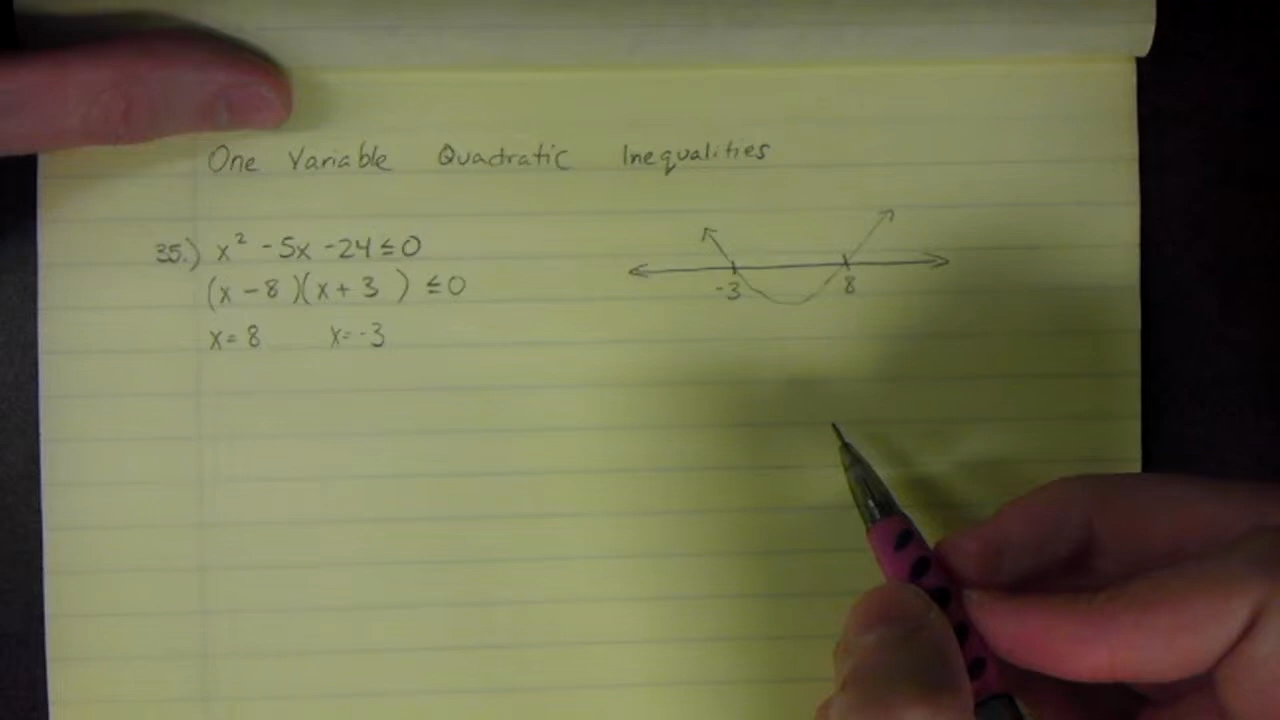 One Variable Quadratic Inequalities
35.) x² -5x -24 ≤ 0
(x - 8 )(x + 3 ) ≤ 0
x = 8 x = -3
-3 8